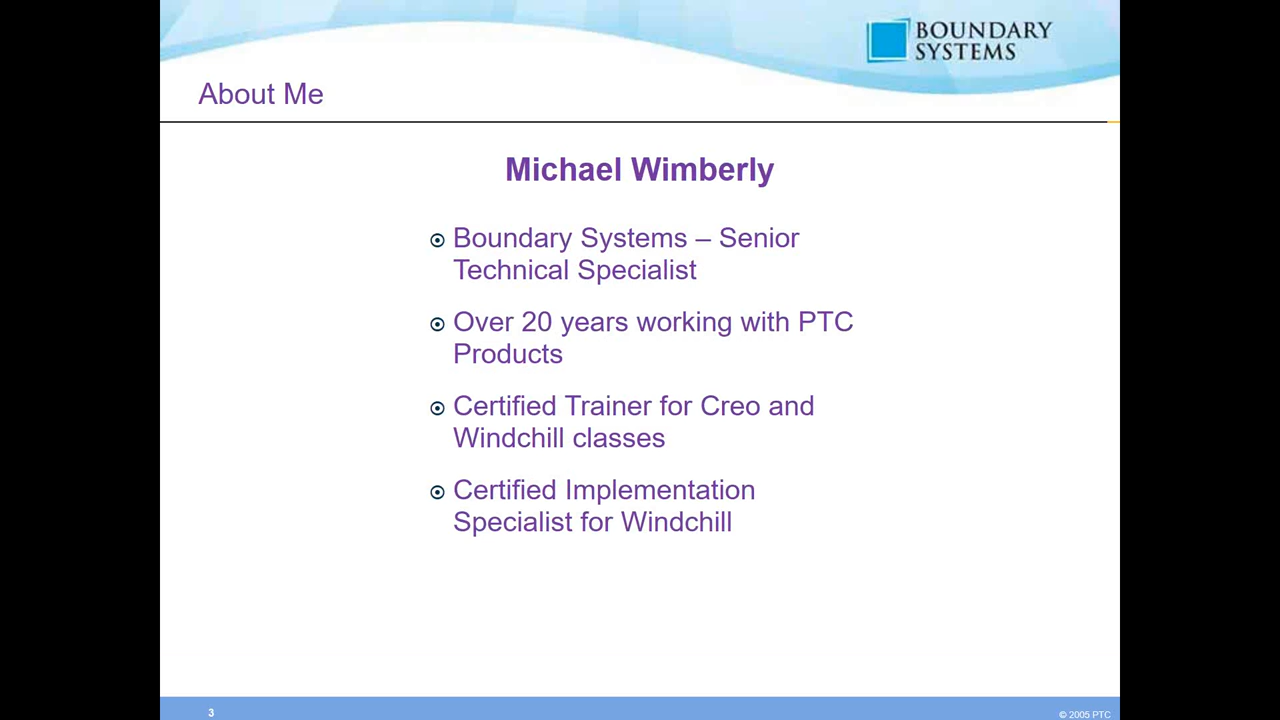 BOUNDARY
SYSTEMS
About Me
Michael Wimberly
Boundary Systems – Senior
Technical Specialist
Over 20 years working with PTC
Products
Certified Trainer for Creo and
Windchill classes
Certified Implementation
Specialist for Windchill
3
© 2005 PTC